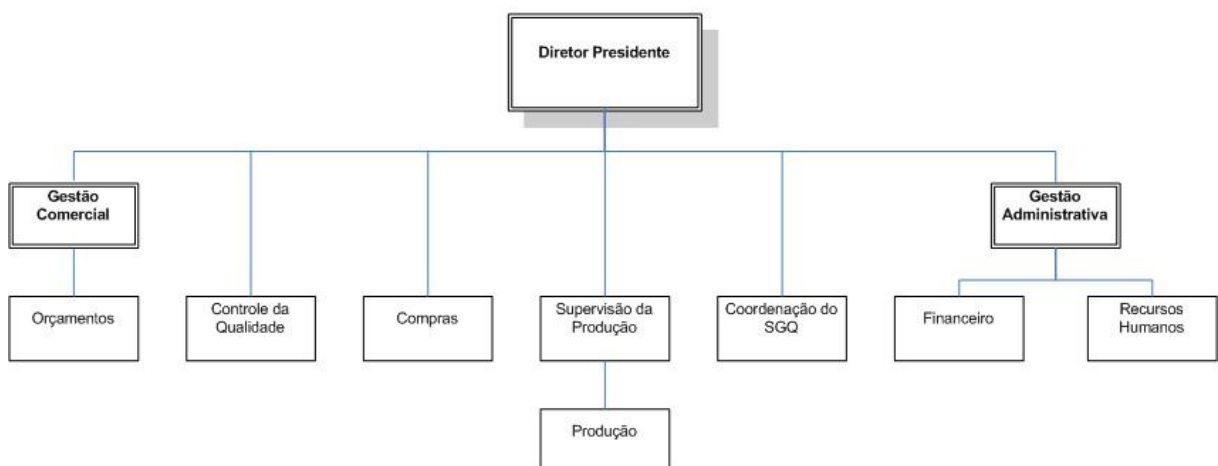 Diretor Presidente
Gestão
Comercial
Gestão
Administrativa
Orçamentos
Controle da
Qualidade
Compras
Supervisão da
Produção
Coordenação do
SGQ
Financeiro
Recursos
Humanos
Produção